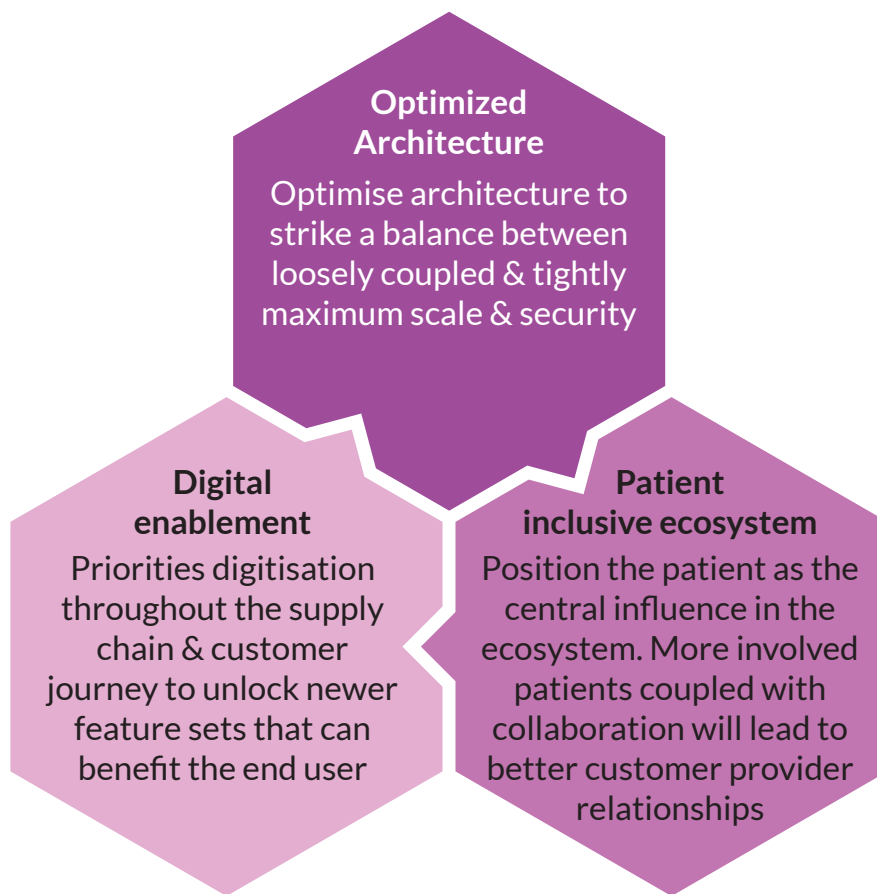 Optimized
Architecture
Optimise architecture to
strike a balance between
loosely coupled & tightly
maximum scale & security
Digital
enablement
Priorities digitisation
throughout the supply
chain & customer
journey to unlock newer
feature sets that can
benefit the end user
Patient
inclusive ecosystem
Position the patient as the
central influence in the
ecosystem. More involved
patients coupled with
collaboration will lead to
better customer provider
relationships